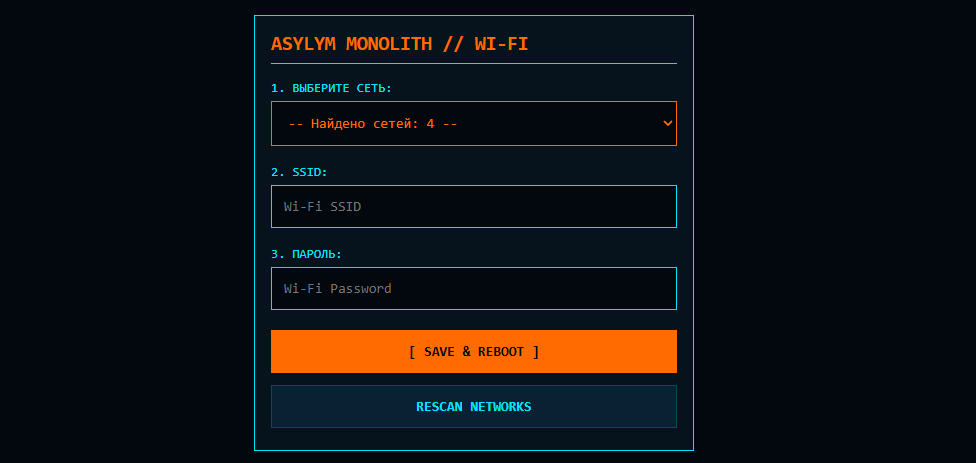 ASYLYM MONOLITH // WI-FI
1. ВЫБЕРИТЕ СЕТЬ:
-- Найдено сетей: 4 --
2. SSID:
Wi-Fi SSID
3. ПАРОЛЬ:
Wi-Fi Password
[ SAVE & REBOOT ]
RESCAN NETWORKS